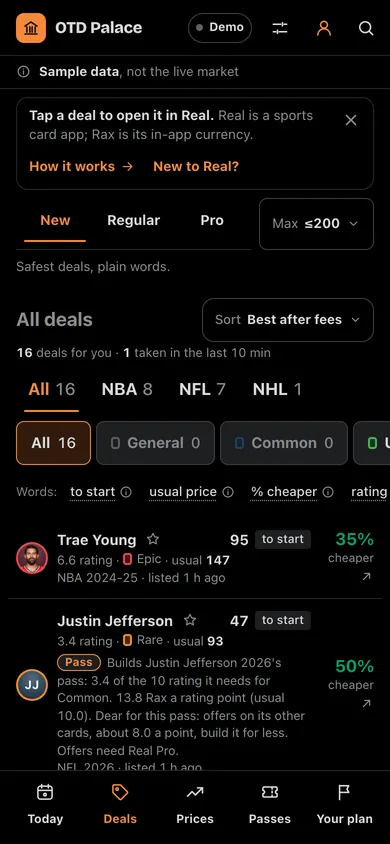 OTD Palace
Demo
Sample data, not the live market
Tap a deal to open it in Real. Real is a sports
card app; Rax is its in-app currency.
How it works → New to Real?
New Regular Pro
Max ≤200
Safest deals, plain words.
All deals
Sort Best after fees
16 deals for you · 1 taken in the last 10 min
All 16 NBA 8 NFL 7 NHL 1
All 16 General 0 Common 0 U
Words: to start usual price % cheaper rating
Trae Young 95 to start 35%
6.6 rating · Epic · usual 147 cheaper
NBA 2024-25 · listed 1 h ago ↗
Justin Jefferson 47 to start
3.4 rating · Rare · usual 93
JJ
Pass Builds Justin Jefferson 2026's
pass: 3.4 of the 10 rating it needs for
Common. 13.8 Rax a rating point (usual
10.0). Dear for this pass: offers on its other
cards, about 8.0 a point, build it for less.
Offers need Real Pro.
50%
cheaper
↗
NFL 2026 · listed 1 h ago
Today Deals Prices Passes Your plan